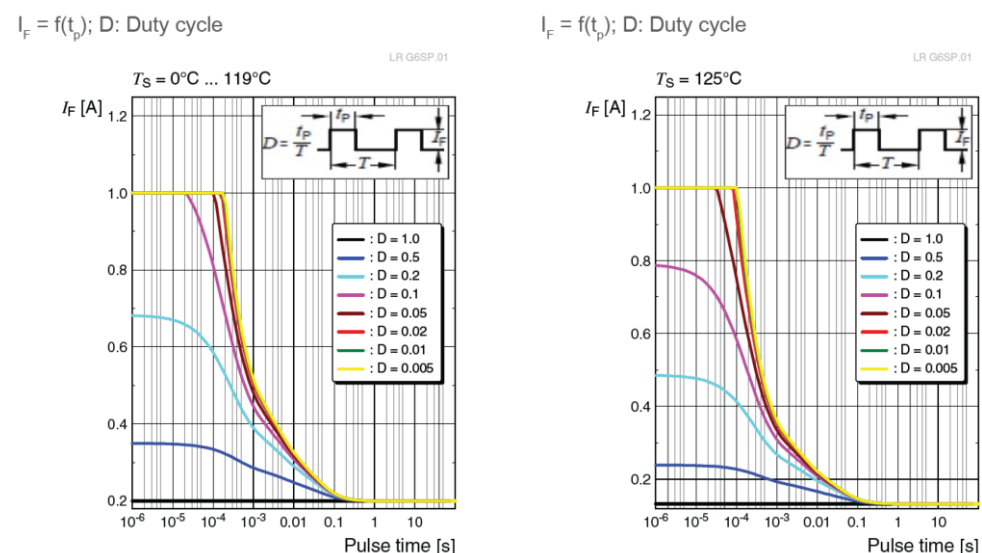 I_F = f(t_p); D: Duty cycle
LR G6SP.01
T_S = 0°C ... 119°C
I_F [A]
1.2
1.0
0.8
0.6
0.4
0.2
D = t_P / T
t_P
T
I_F
: D = 1.0
: D = 0.5
: D = 0.2
: D = 0.1
: D = 0.05
: D = 0.02
: D = 0.01
: D = 0.005
10^-6 10^-5 10^-4 10^-3 0.01 0.1 1 10
Pulse time [s]
I_F = f(t_p); D: Duty cycle
LR G6SP.01
T_S = 125°C
I_F [A]
1.2
1.0
0.8
0.6
0.4
0.2
D = t_P / T
t_P
T
I_F
: D = 1.0
: D = 0.5
: D = 0.2
: D = 0.1
: D = 0.05
: D = 0.02
: D = 0.01
: D = 0.005
10^-6 10^-5 10^-4 10^-3 0.01 0.1 1 10
Pulse time [s]